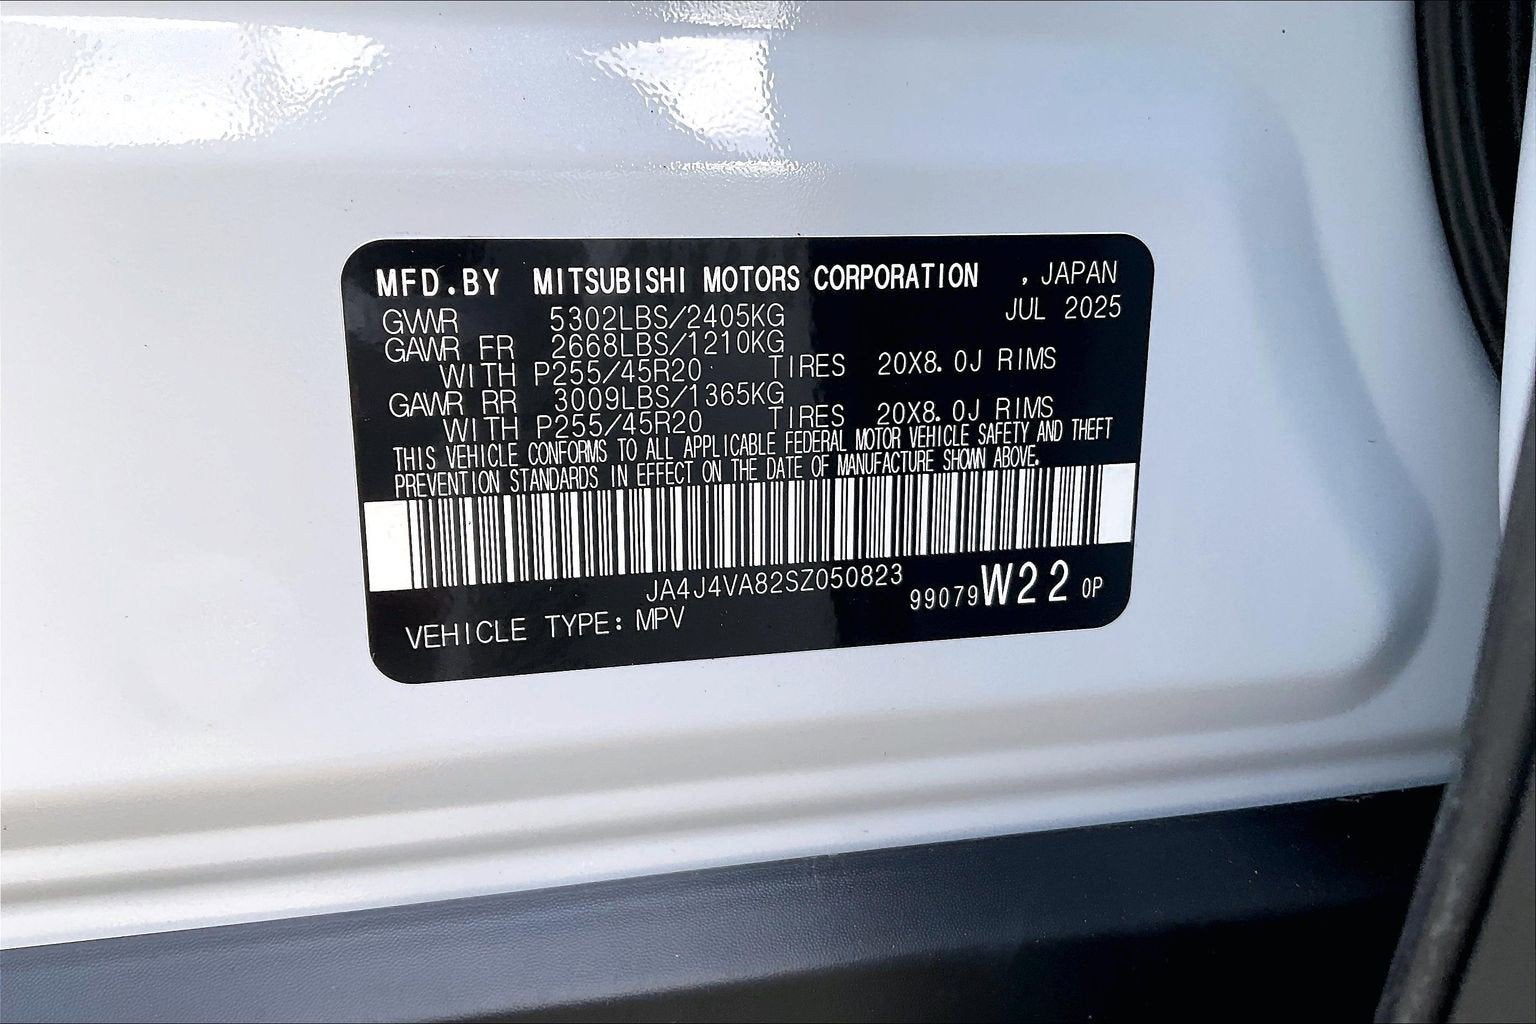 MFD.BY MITSUBISHI MOTORS CORPORATION , JAPAN
JUL 2025
GVWR 5302LBS/2405KG
GAWR FR 2668LBS/1210KG
WITH P255/45R20 TIRES 20X8.0J RIMS
GAWR RR 3009LBS/1365KG
WITH P255/45R20 TIRES 20X8.0J RIMS
THIS VEHICLE CONFORMS TO ALL APPLICABLE FEDERAL MOTOR VEHICLE SAFETY AND THEFT
PREVENTION STANDARDS IN EFFECT ON THE DATE OF MANUFACTURE SHOWN ABOVE.
JA4J4VA82SZ050823
99079W22 0P
VEHICLE TYPE: MPV